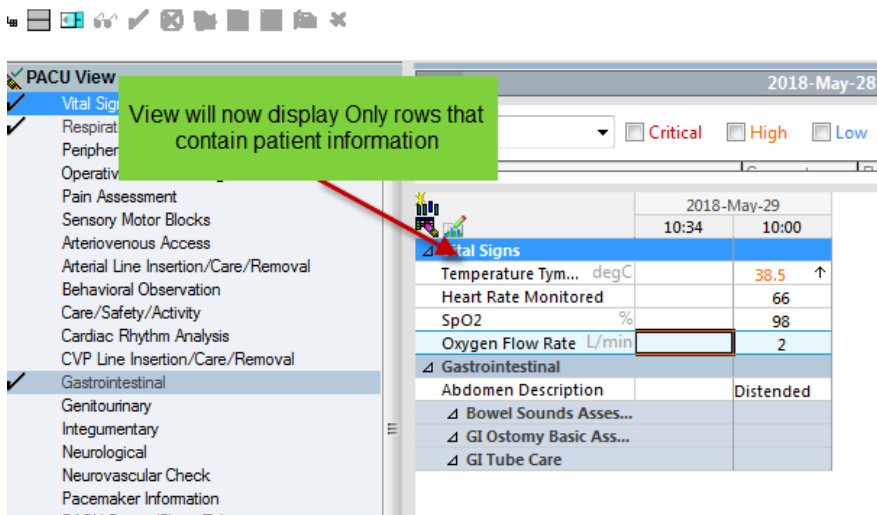 PACU View
Vital Sig
Respirat
Peripher
Operativ
Pain Assessment
Sensory Motor Blocks
Arteriovenous Access
Arterial Line Insertion/Care/Removal
Behavioral Observation
Care/Safety/Activity
Cardiac Rhythm Analysis
CVP Line Insertion/Care/Removal
Gastrointestinal
Genitourinary
Integumentary
Neurological
Neurovascular Check
Pacemaker Information
View will now display Only rows that
contain patient information
2018-May-28
Critical High Low
2018-May-29
10:34 10:00
Vital Signs
Temperature Tym... degC 38.5 ↑
Heart Rate Monitored 66
SpO2 % 98
Oxygen Flow Rate L/min 2
Gastrointestinal
Abdomen Description Distended
Bowel Sounds Asses...
GI Ostomy Basic Ass...
GI Tube Care